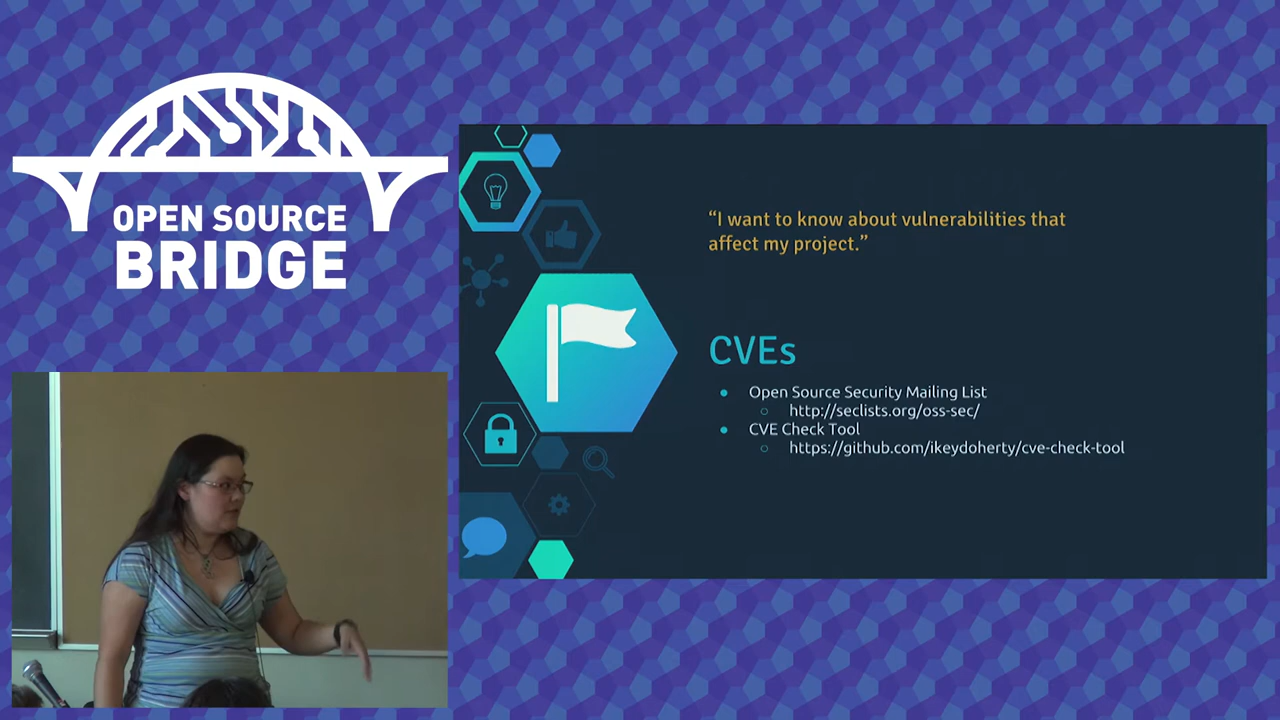 OPEN SOURCE
BRIDGE
“I want to know about vulnerabilities that
affect my project.”
CVEs
● Open Source Security Mailing List
○ http://seclists.org/oss-sec/
● CVE Check Tool
○ https://github.com/ikeydoherty/cve-check-tool